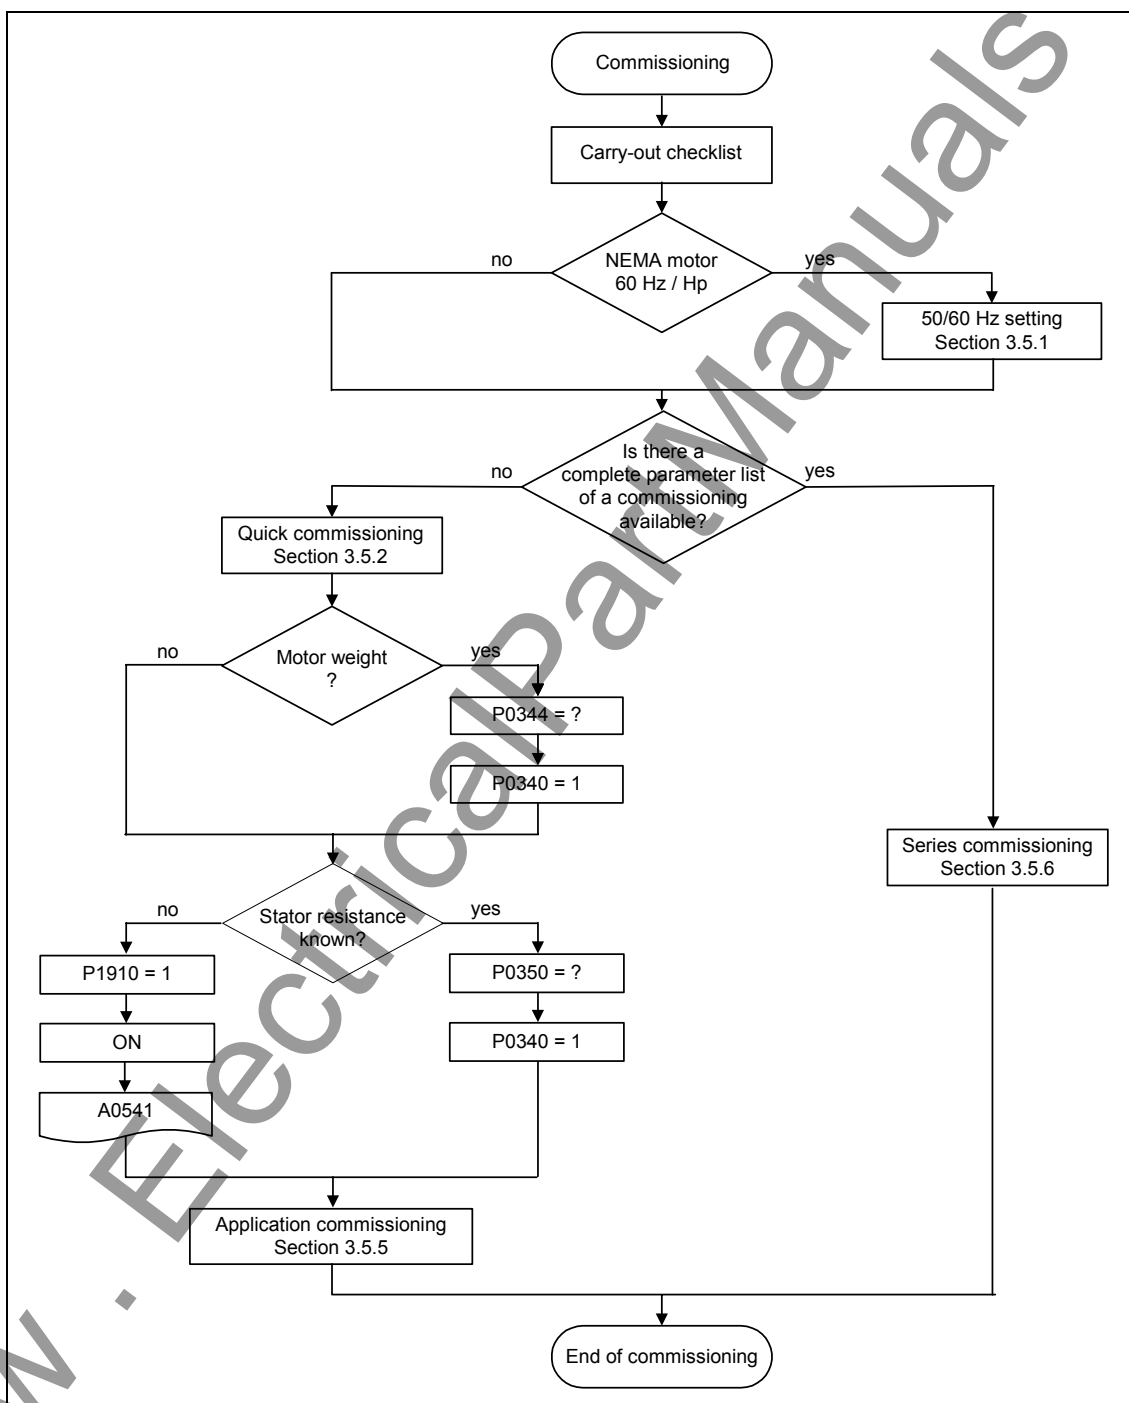 Commissioning
Carry-out checklist
NEMA motor
60 Hz / Hp
no
yes
50/60 Hz setting
Section 3.5.1
Is there a
complete parameter list
of a commissioning
available?
no
yes
Quick commissioning
Section 3.5.2
Motor weight
?
no
yes
P0344 = ?
P0340 = 1
Series commissioning
Section 3.5.6
Stator resistance
known?
no
yes
P1910 = 1
P0350 = ?
ON
P0340 = 1
A0541
Application commissioning
Section 3.5.5
End of commissioning
w . ElectricalPartManuals